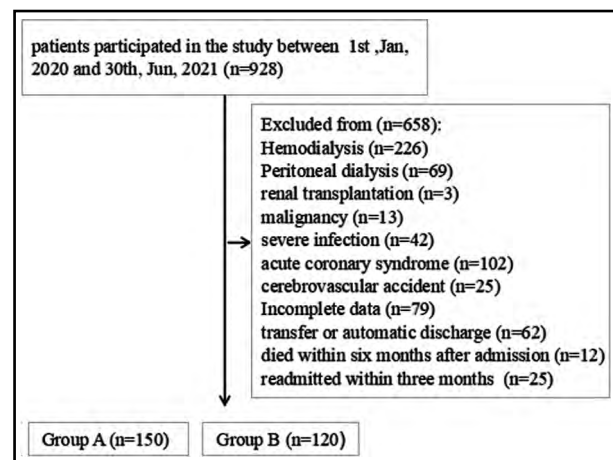 patients participated in the study between 1st ,Jan,
2020 and 30th, Jun, 2021 (n=928)
Excluded from (n=658):
Hemodialysis (n=226)
Peritoneal dialysis (n=69)
renal transplantation (n=3)
malignancy (n=13)
severe infection (n=42)
acute coronary syndrome (n=102)
cerebrovascular accident (n=25)
Incomplete data (n=79)
transfer or automatic discharge (n=62)
died within six months after admission (n=12)
readmitted within three months (n=25)
Group A (n=150) Group B (n=120)